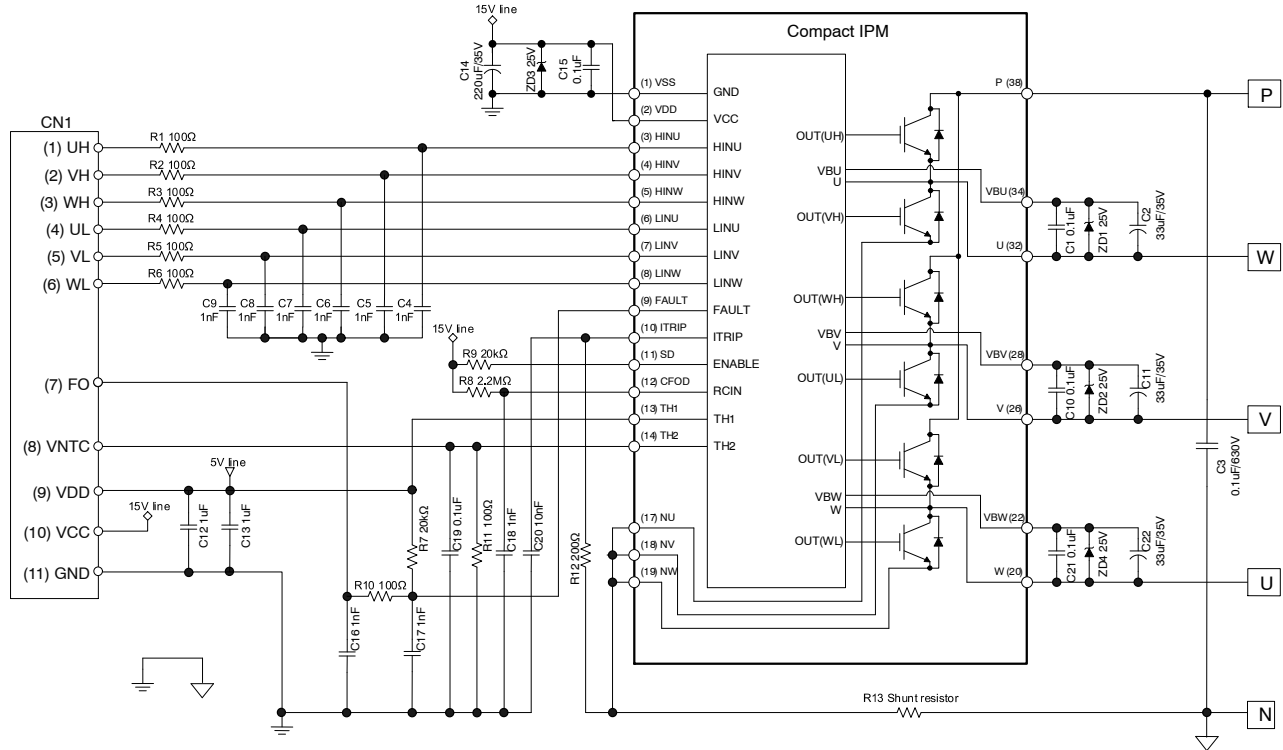 15V line
C14
220uF/35V
ZD3 25V
C15
0.1uF
Compact IPM
CN1
(1) UH
(2) VH
(3) WH
(4) UL
(5) VL
(6) WL
(7) FO
(8) VNTC
(9) VDD
(10) VCC
(11) GND
R1 100Ω
R2 100Ω
R3 100Ω
R4 100Ω
R5 100Ω
R6 100Ω
C9
1nF
C8
1nF
C7
1nF
C6
1nF
C5
1nF
C4
1nF
15V line
R9 20kΩ
R8 2.2MΩ
5V line
15V line
C12 1uF
C13 1uF
R7 20kΩ
C19 0.1uF
R11 100Ω
C18 1nF
C20 10nF
R12 200Ω
R10 100Ω
C16 1nF
C17 1nF
(1) VSS
(2) VDD
(3) HINU
(4) HINV
(5) HINW
(6) LINU
(7) LINV
(8) LINW
(9) FAULT
(10) ITRIP
(11) SD
(12) CFOD
(13) TH1
(14) TH2
(17) NU
(18) NV
(19) NW
GND
VCC
HINU
HINV
HINW
LINU
LINV
LINW
FAULT
ITRIP
ENABLE
RCIN
TH1
TH2
OUT(UH)
VBU
U
OUT(VH)
OUT(WH)
VBV
V
OUT(UL)
OUT(VL)
VBW
W
OUT(WL)
P (38)
VBU (34)
U (32)
VBV (28)
V (26)
VBW (22)
W (20)
C1 0.1uF
ZD1 25V
C2
33uF/35V
C10 0.1uF
ZD2 25V
C11
33uF/35V
C21 0.1uF
ZD4 25V
C22
33uF/35V
C3
0.1uF/630V
R13 Shunt resistor
P
W
V
U
N